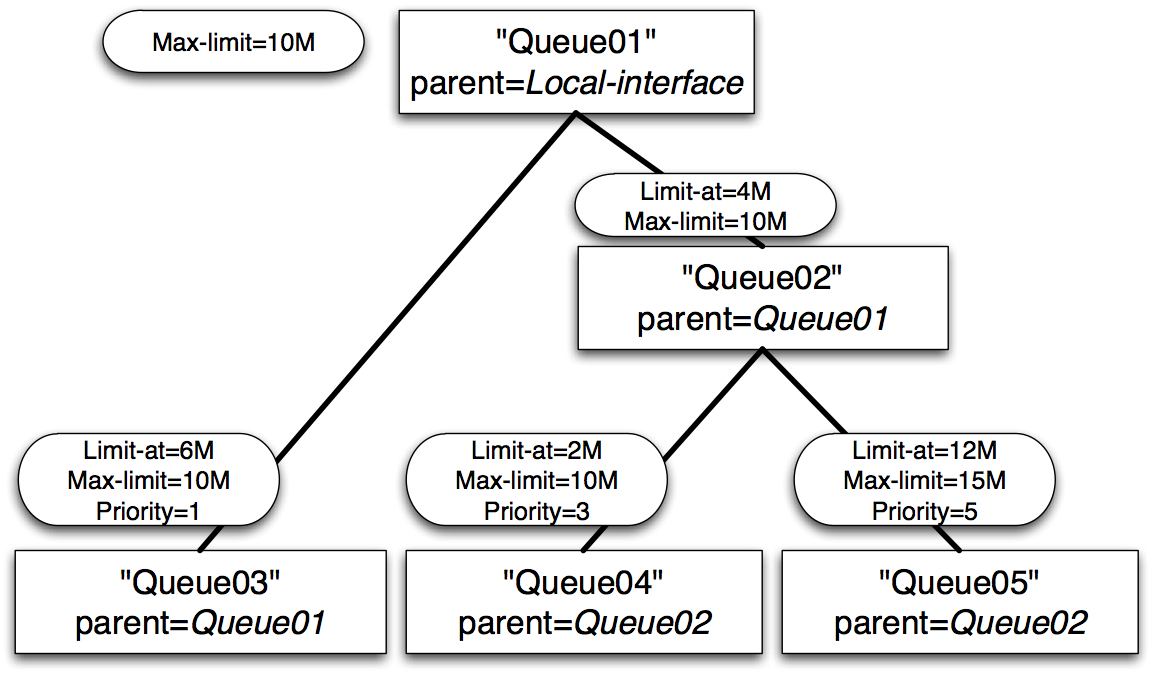 Max-limit=10M
"Queue01"
parent=Local-interface
Limit-at=4M
Max-limit=10M
"Queue02"
parent=Queue01
Limit-at=6M
Max-limit=10M
Priority=1
Limit-at=2M
Max-limit=10M
Priority=3
Limit-at=12M
Max-limit=15M
Priority=5
"Queue03"
parent=Queue01
"Queue04"
parent=Queue02
"Queue05"
parent=Queue02